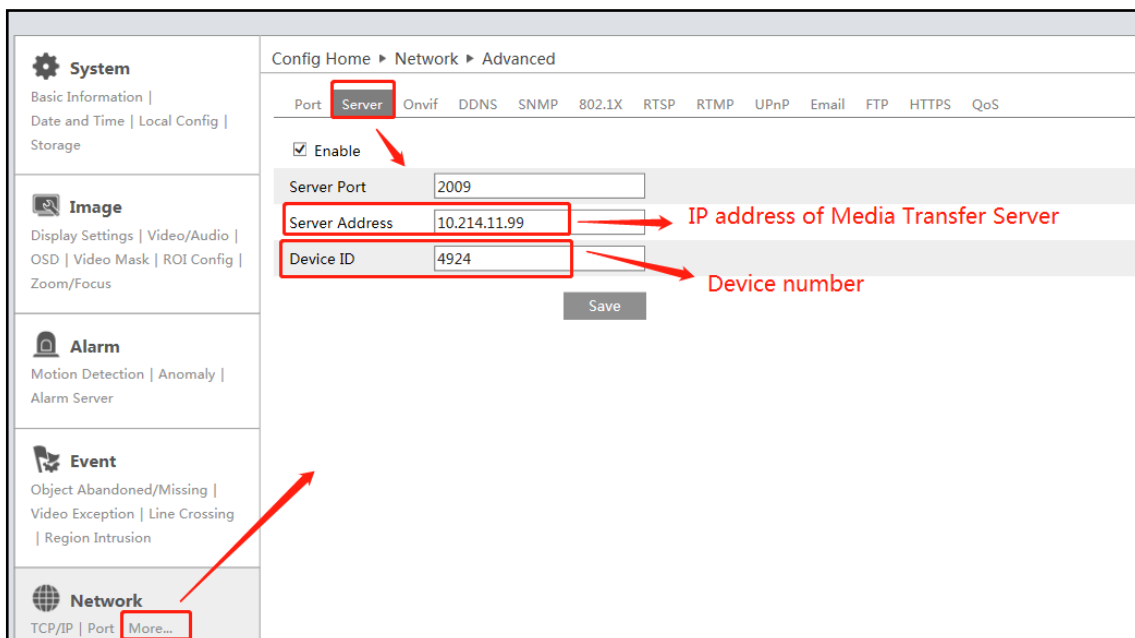 System
Basic Information |
Date and Time | Local Config |
Storage
Image
Display Settings | Video/Audio |
OSD | Video Mask | ROI Config |
Zoom/Focus
Alarm
Motion Detection | Anomaly |
Alarm Server
Event
Object Abandoned/Missing |
Video Exception | Line Crossing
| Region Intrusion
Network
TCP/IP | Port | More...
Config Home ▸ Network ▸ Advanced
Port Server Onvif DDNS SNMP 802.1X RTSP RTMP UPnP Email FTP HTTPS QoS
Enable
Server Port 2009
Server Address 10.214.11.99 IP address of Media Transfer Server
Device ID 4924
Device number
Save